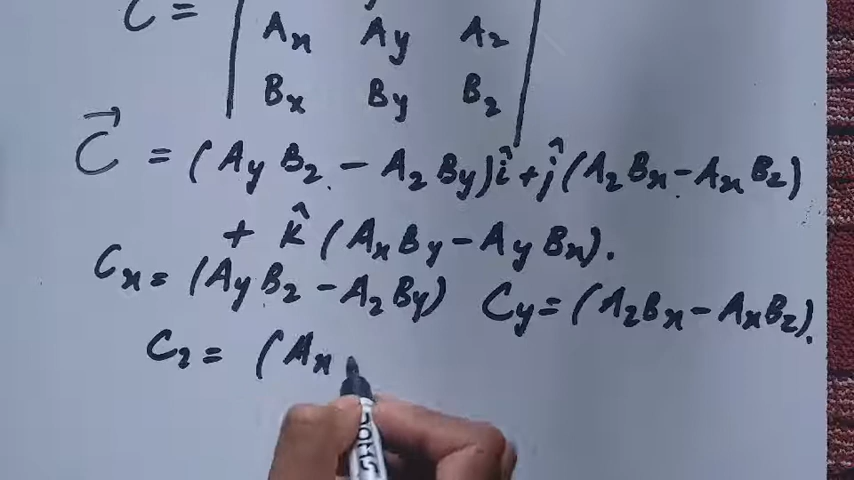 C =
Ax Ay Az
Bx By Bz
C⃗ = (Ay Bz - Az By) î + ĵ (Az Bx - Ax Bz)
+ k̂ (Ax By - Ay Bx).
Cx = (Ay Bz - Az By) Cy = (Az Bx - Ax Bz).
Cz = (Ax